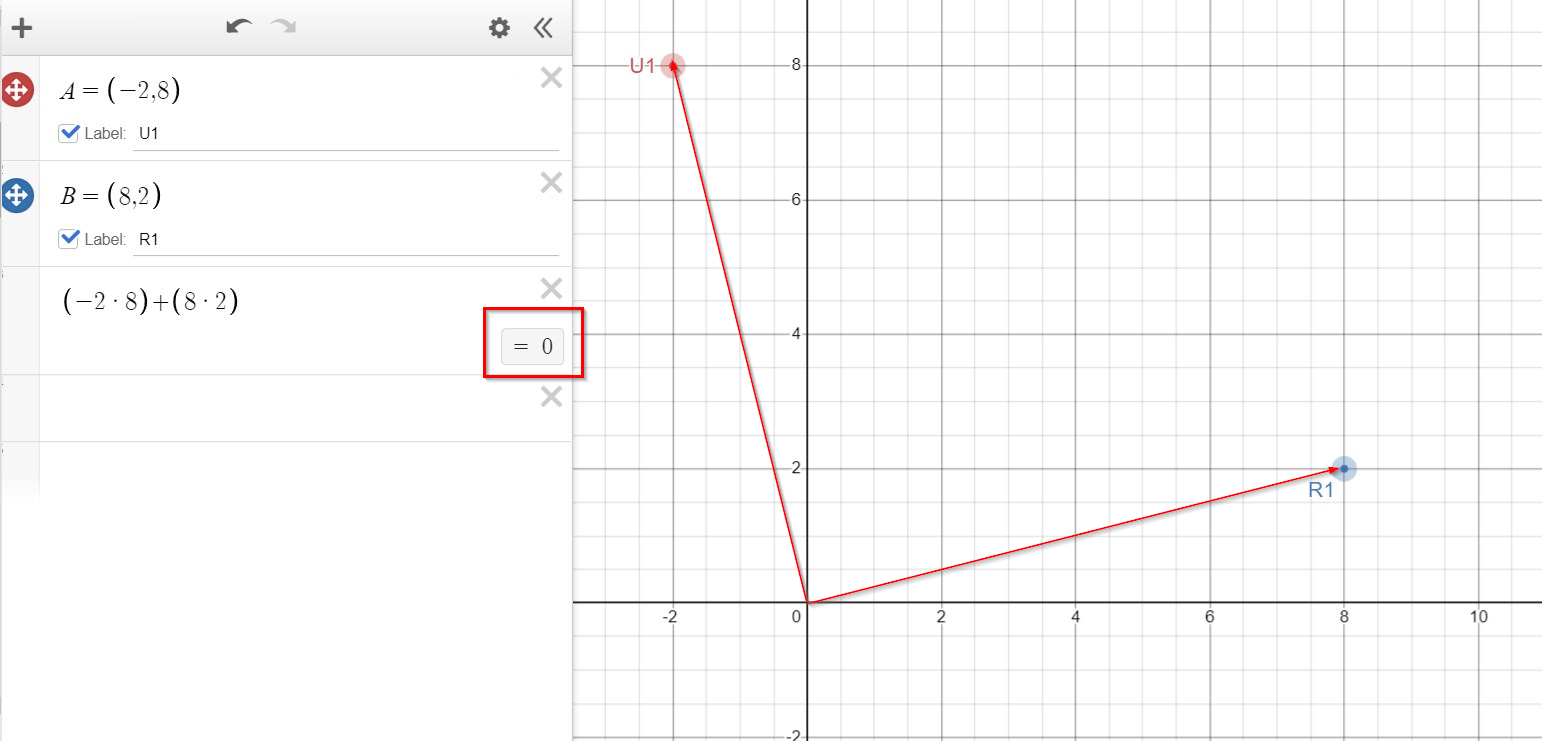 A = (−2,8)
Label: U1
B = (8,2)
Label: R1
(−2 · 8)+(8 · 2)
= 0
U1
8
6
4
2
R1
-2
0
2
4
6
8
10
-2